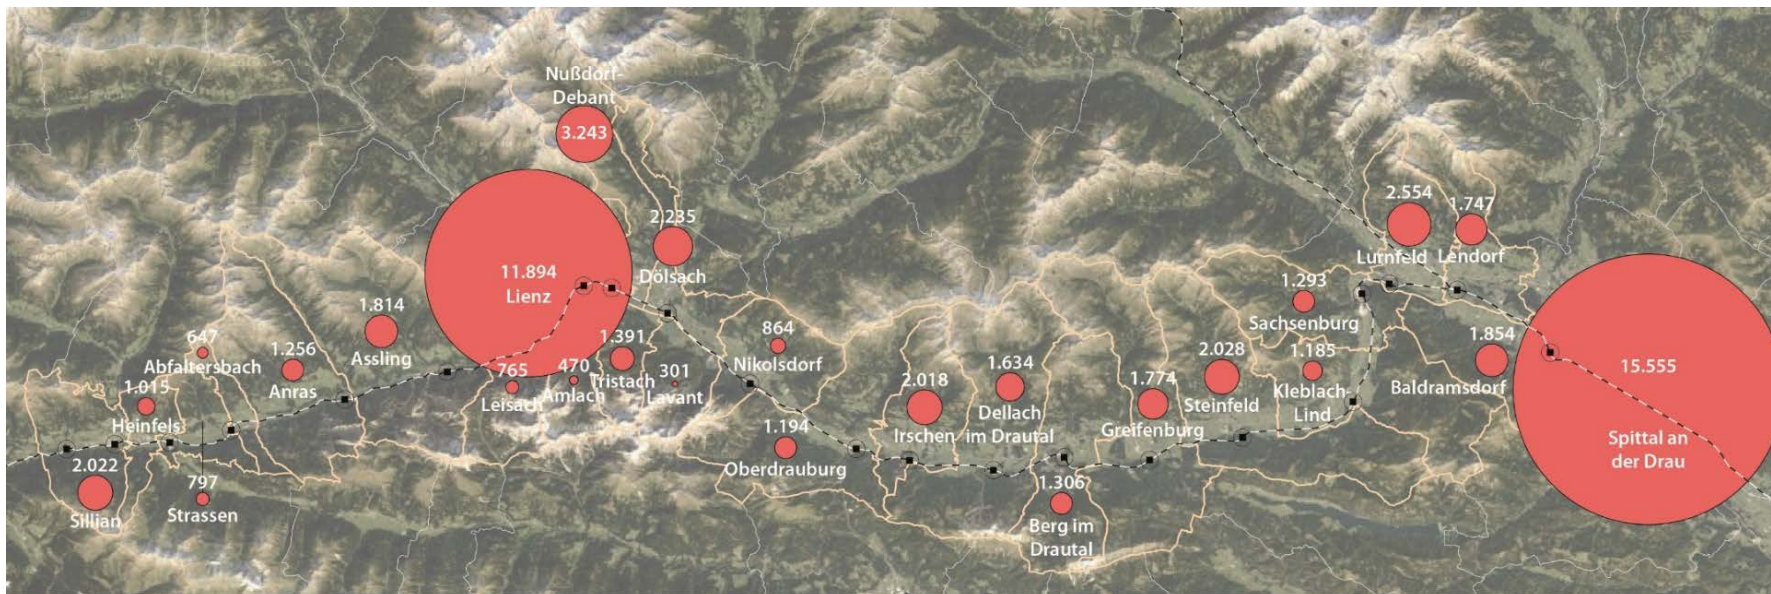 Nußdorf-
Debant
3.243
11.894
Lienz
2.235
Dölsach
1.814
Assling
647
Abfaltersbach
1.256
Anras
1.015
Heinfels
2.022
Sillian
797
Strassen
765
Leisach
470
Amlach
1.391
Tristach
301
Lavant
864
Nikolsdorf
1.194
Oberdrauburg
2.018
Irschen
1.634
Dellach
im Drautal
1.306
Berg im
Drautal
1.774
Greifenburg
2.028
Steinfeld
1.185
Kleblach-
Lind
1.293
Sachsenburg
2.554
Lurnfeld
1.747
Lendorf
1.854
Baldramsdorf
15.555
Spittal an
der Drau